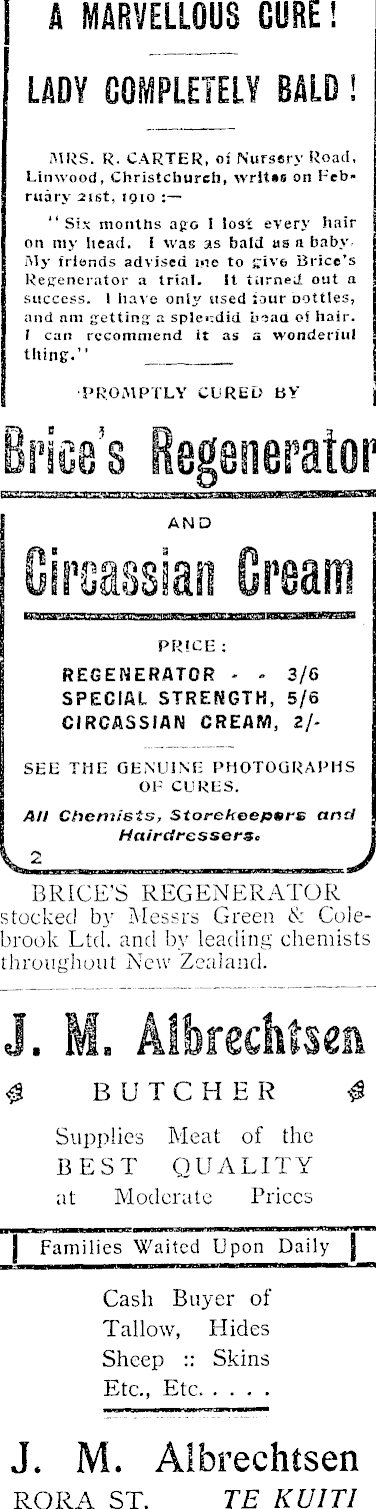 A MARVELLOUS CURE!
LADY COMPLETELY BALD!
MRS. R. CARTER, of Nursery Road,
Linwood, Christchurch, writes on Feb-
ruary 21st, 1910 :—
"Six months ago I lost every hair
on my head. I was as bald as a baby.
My friends advised me to give Brice's
Regenerator a trial. It turned out a
success. I have only used four bottles,
and am getting a splendid head of hair.
I can recommend it as a wonderful
thing."
PROMPTLY CURED BY
Brice's Regenerator
AND
Circassian Cream
PRICE:
REGENERATOR - - 3/6
SPECIAL STRENGTH, 5/6
CIRCASSIAN CREAM, 2/-
SEE THE GENUINE PHOTOGRAPHS
OF CURES.
All Chemists, Storekeepers and
Hairdressers.
2
BRICE'S REGENERATOR
stocked by Messrs Green & Cole-
brook Ltd. and by leading chemists
throughout New Zealand.
J. M. Albrechtsen
BUTCHER
Supplies Meat of the
BEST QUALITY
at Moderate Prices
Families Waited Upon Daily
Cash Buyer of
Tallow, Hides
Sheep :: Skins
Etc., Etc. . . . .
J. M. Albrechtsen
RORA ST. TE KUITI